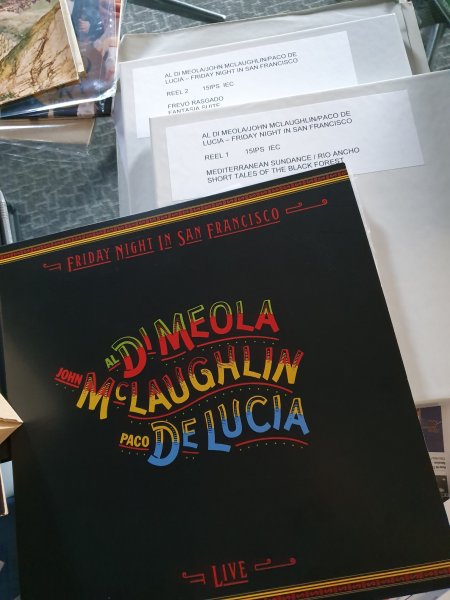 AL DI MEOLA/JOHN MCLAUGHLIN/PACO DE
LUCIA – FRIDAY NIGHT IN SAN FRANCISCO
REEL 2 15IPS IEC
FREVO RASGADO
FANTASIA SUITE
AL DI MEOLA/JOHN MCLAUGHLIN/PACO DE
LUCIA – FRIDAY NIGHT IN SAN FRANCISCO
REEL 1 15IPS IEC
MEDITERRANEAN SUNDANCE / RIO ANCHO
SHORT TALES OF THE BLACK FOREST
FRIDAY NIGHT IN SAN FRANCISCO
AL DI MEOLA
JOHN MCLAUGHLIN
PACO DE LUCIA
LIVE